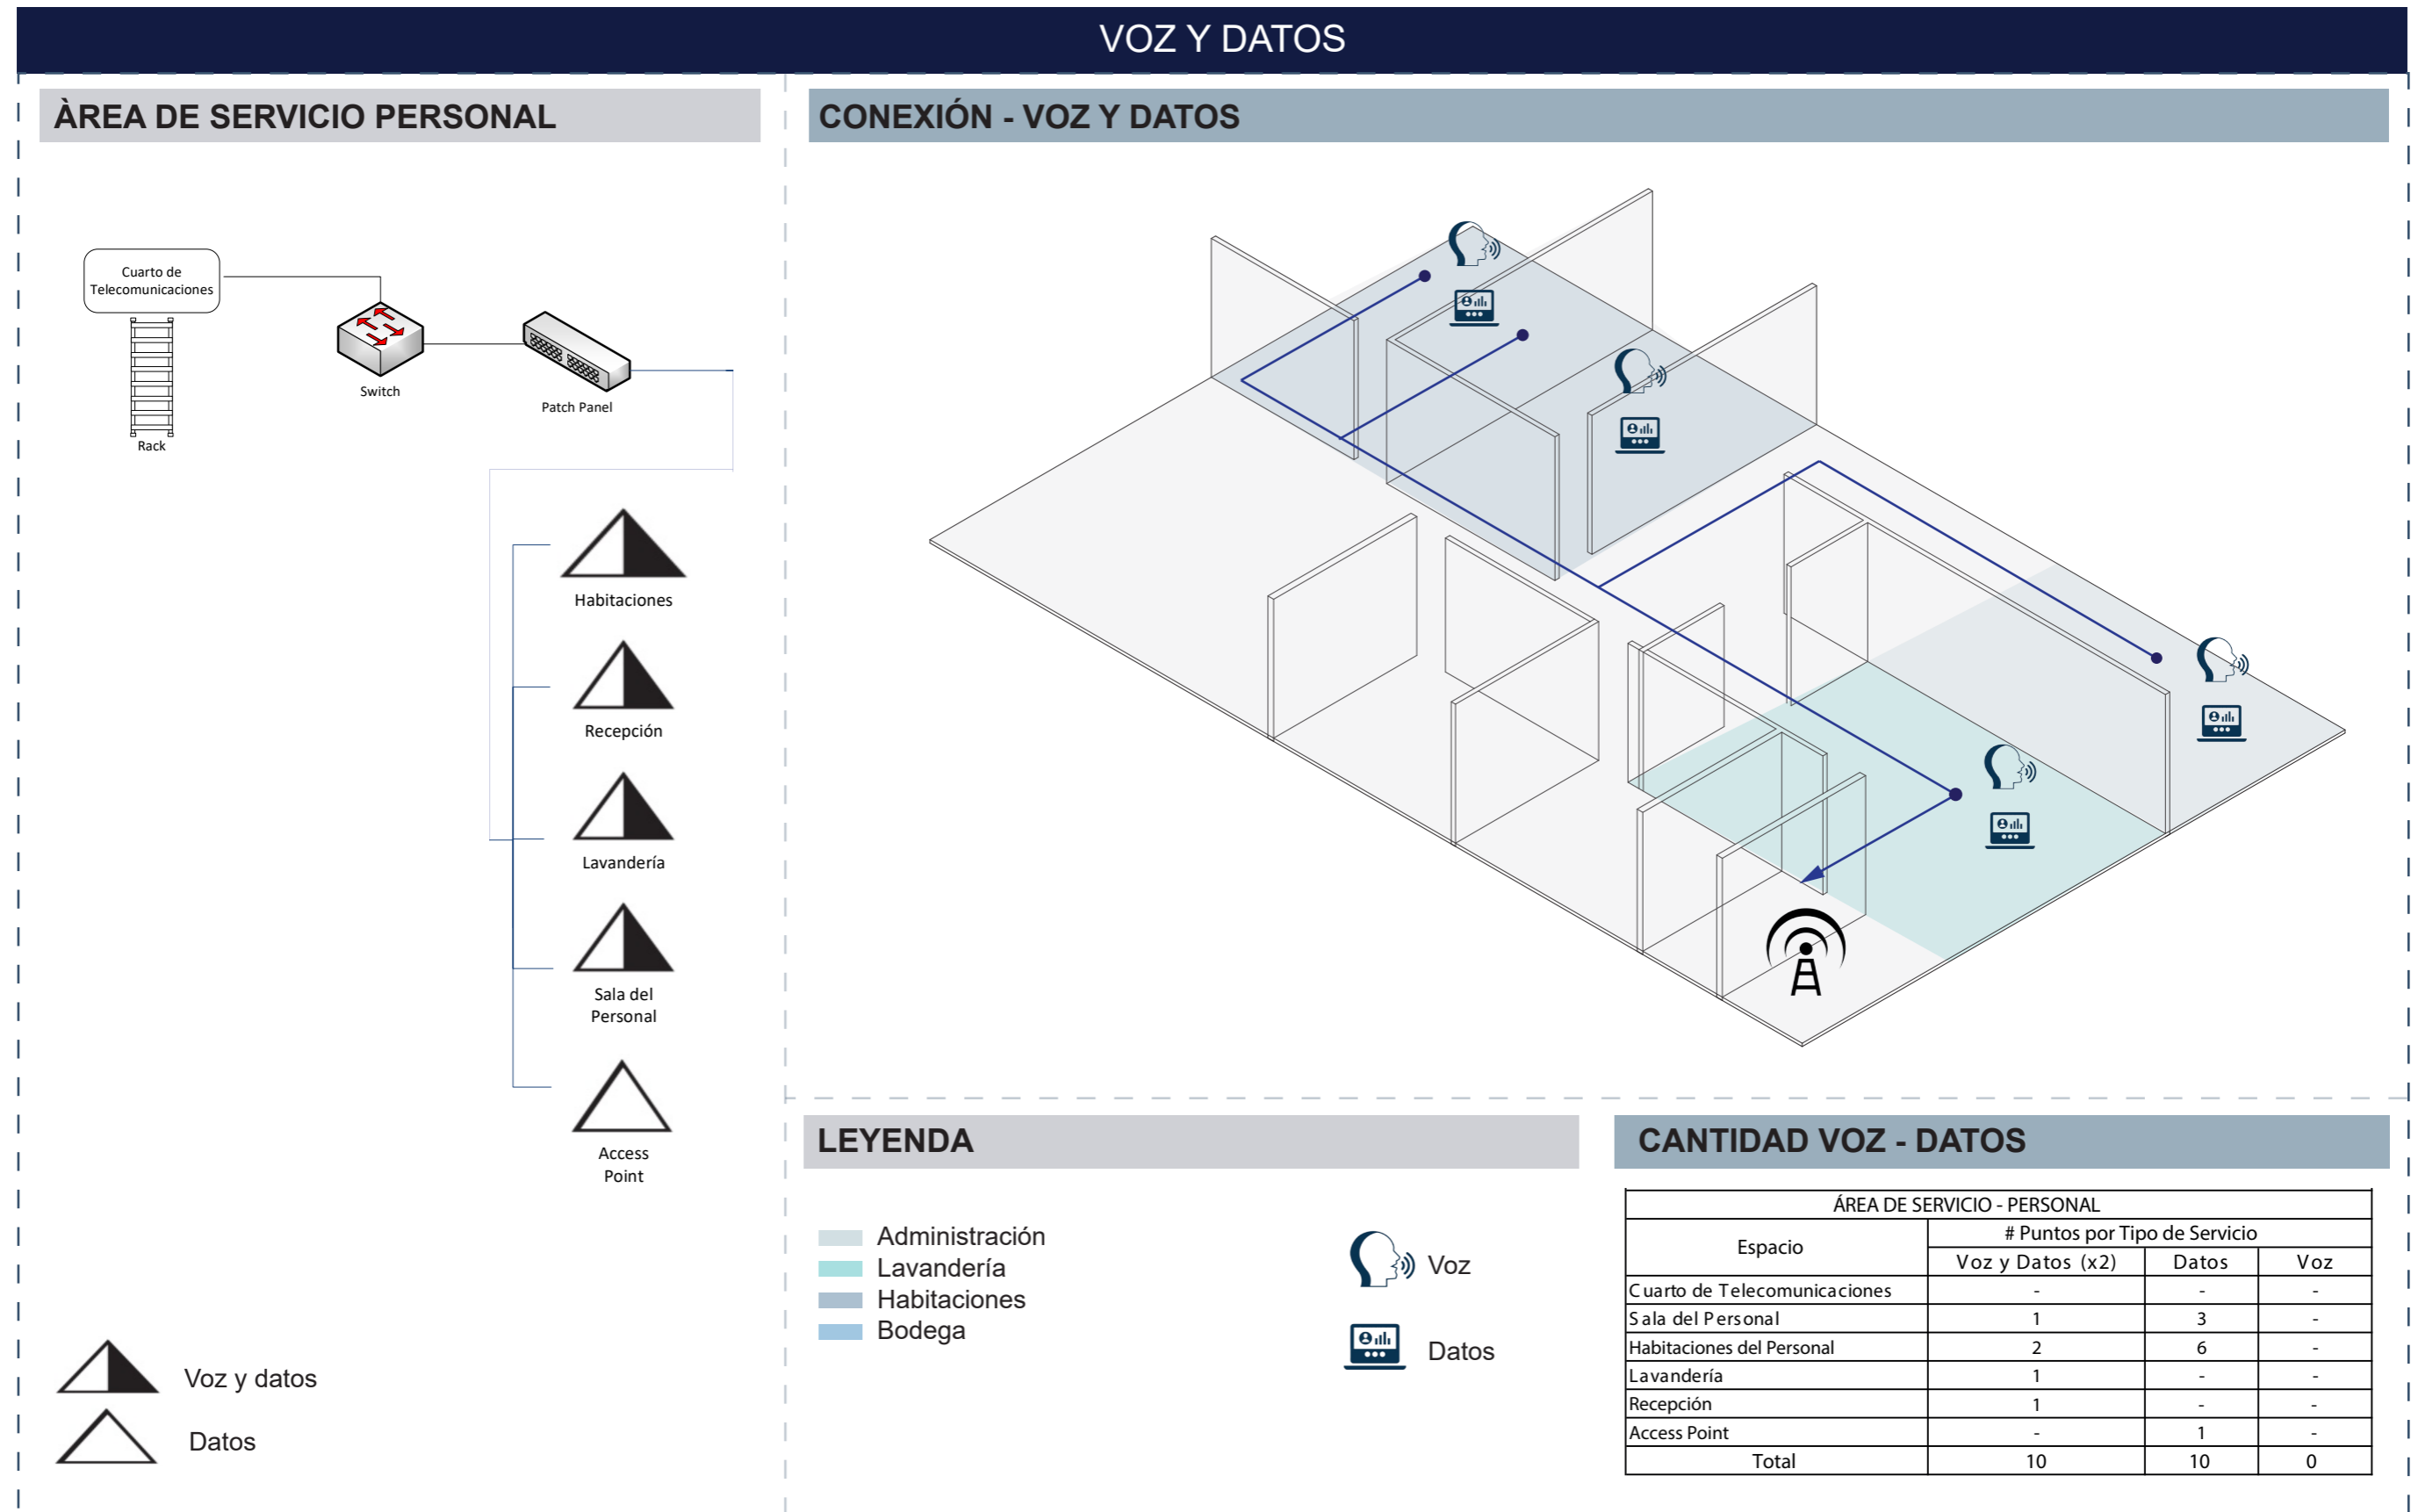 VOZ Y DATOS
ÀREA DE SERVICIO PERSONAL
Cuarto de
Telecomunicaciones
Rack
Switch
Patch Panel
Habitaciones
Recepción
Lavandería
Sala del
Personal
Access
Point
Voz y datos
Datos
CONEXIÓN - VOZ Y DATOS
LEYENDA
Administración
Lavandería
Habitaciones
Bodega
Voz
Datos
CANTIDAD VOZ - DATOS
ÁREA DE SERVICIO - PERSONAL
Espacio
# Puntos por Tipo de Servicio
Voz y Datos (x2) Datos Voz
Cuarto de Telecomunicaciones - - -
Sala del Personal 1 3 -
Habitaciones del Personal 2 6 -
Lavandería 1 - -
Recepción 1 - -
Access Point - 1 -
Total 10 10 0